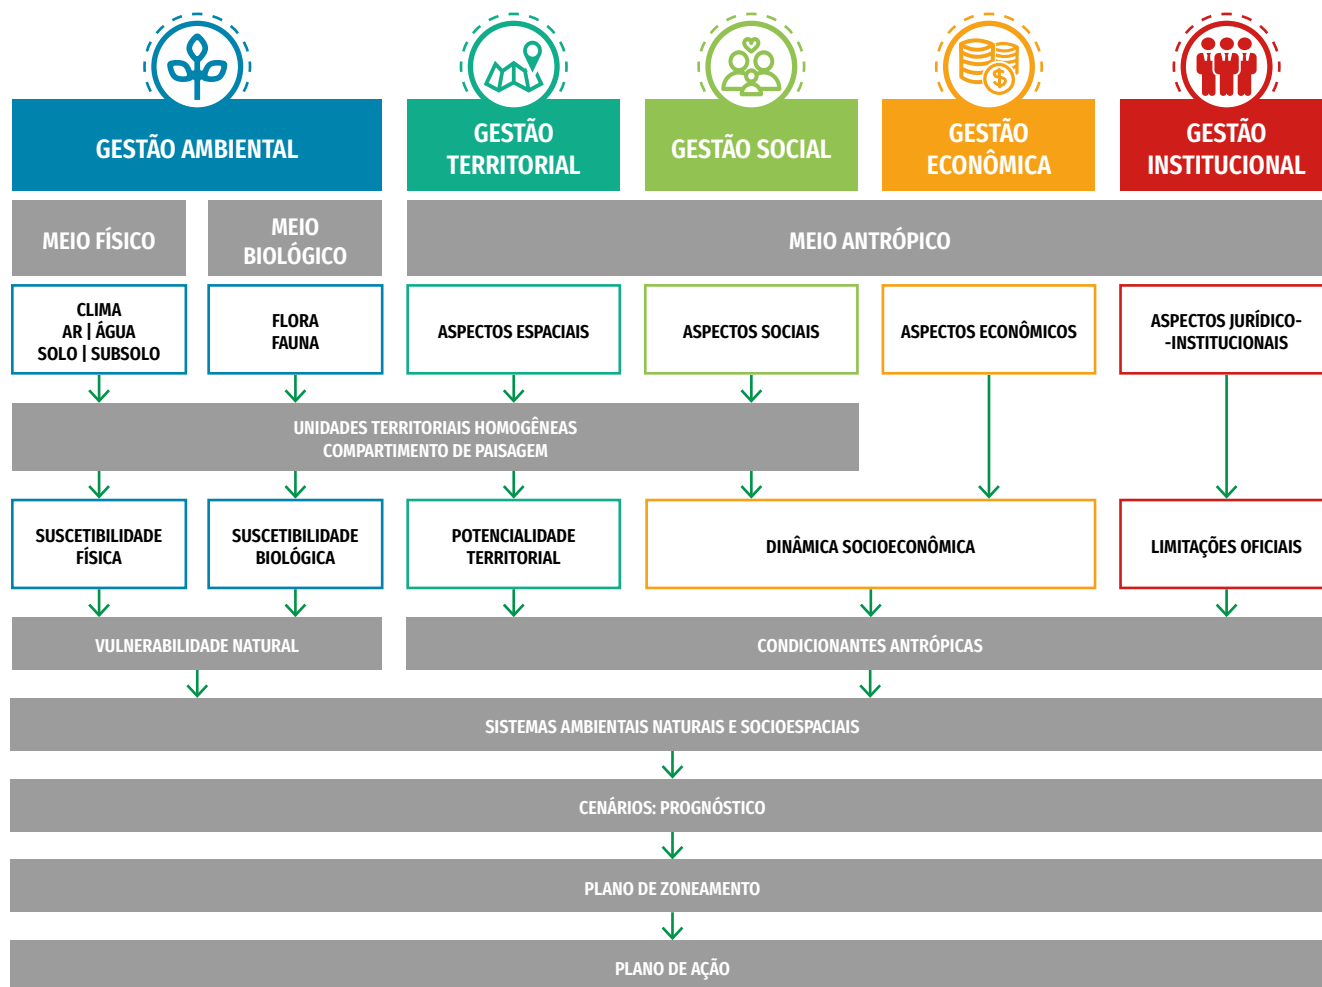 GESTÃO AMBIENTAL
GESTÃO
TERRITORIAL
GESTÃO SOCIAL
GESTÃO
ECONÔMICA
GESTÃO
INSTITUCIONAL
MEIO FÍSICO
MEIO
BIOLÓGICO
MEIO ANTRÓPICO
CLIMA
AR | ÁGUA
SOLO | SUBSOLO
FLORA
FAUNA
ASPECTOS ESPACIAIS
ASPECTOS SOCIAIS
ASPECTOS ECONÔMICOS
ASPECTOS JURÍDICO-
-INSTITUCIONAIS
UNIDADES TERRITORIAIS HOMOGÊNEAS
COMPARTIMENTO DE PAISAGEM
SUSCETIBILIDADE
FÍSICA
SUSCETIBILIDADE
BIOLÓGICA
POTENCIALIDADE
TERRITORIAL
DINÂMICA SOCIOECONÔMICA
LIMITAÇÕES OFICIAIS
VULNERABILIDADE NATURAL
CONDICIONANTES ANTRÓPICAS
SISTEMAS AMBIENTAIS NATURAIS E SOCIOESPACIAIS
CENÁRIOS: PROGNÓSTICO
PLANO DE ZONEAMENTO
PLANO DE AÇÃO